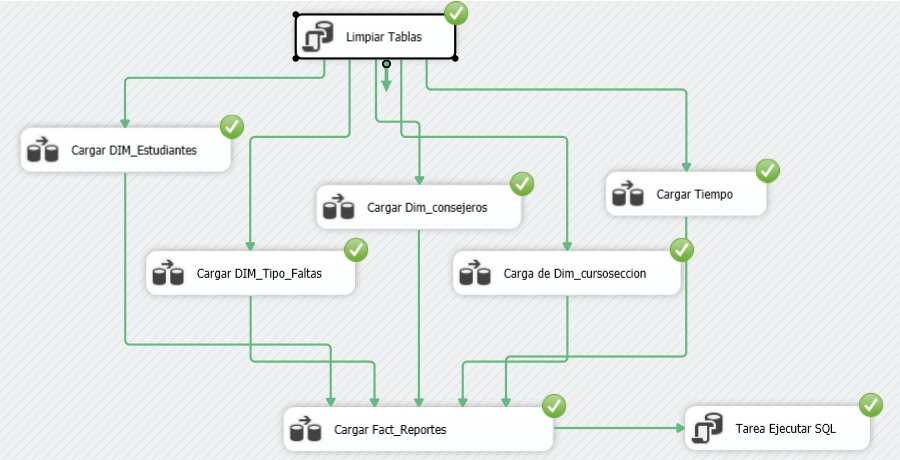 Limpiar Tablas
Cargar DIM_Estudiantes
Cargar Dim_consejeros
Cargar Tiempo
Cargar DIM_Tipo_Faltas
Carga de Dim_cursoseccion
Cargar Fact_Reportes
Tarea Ejecutar SQL